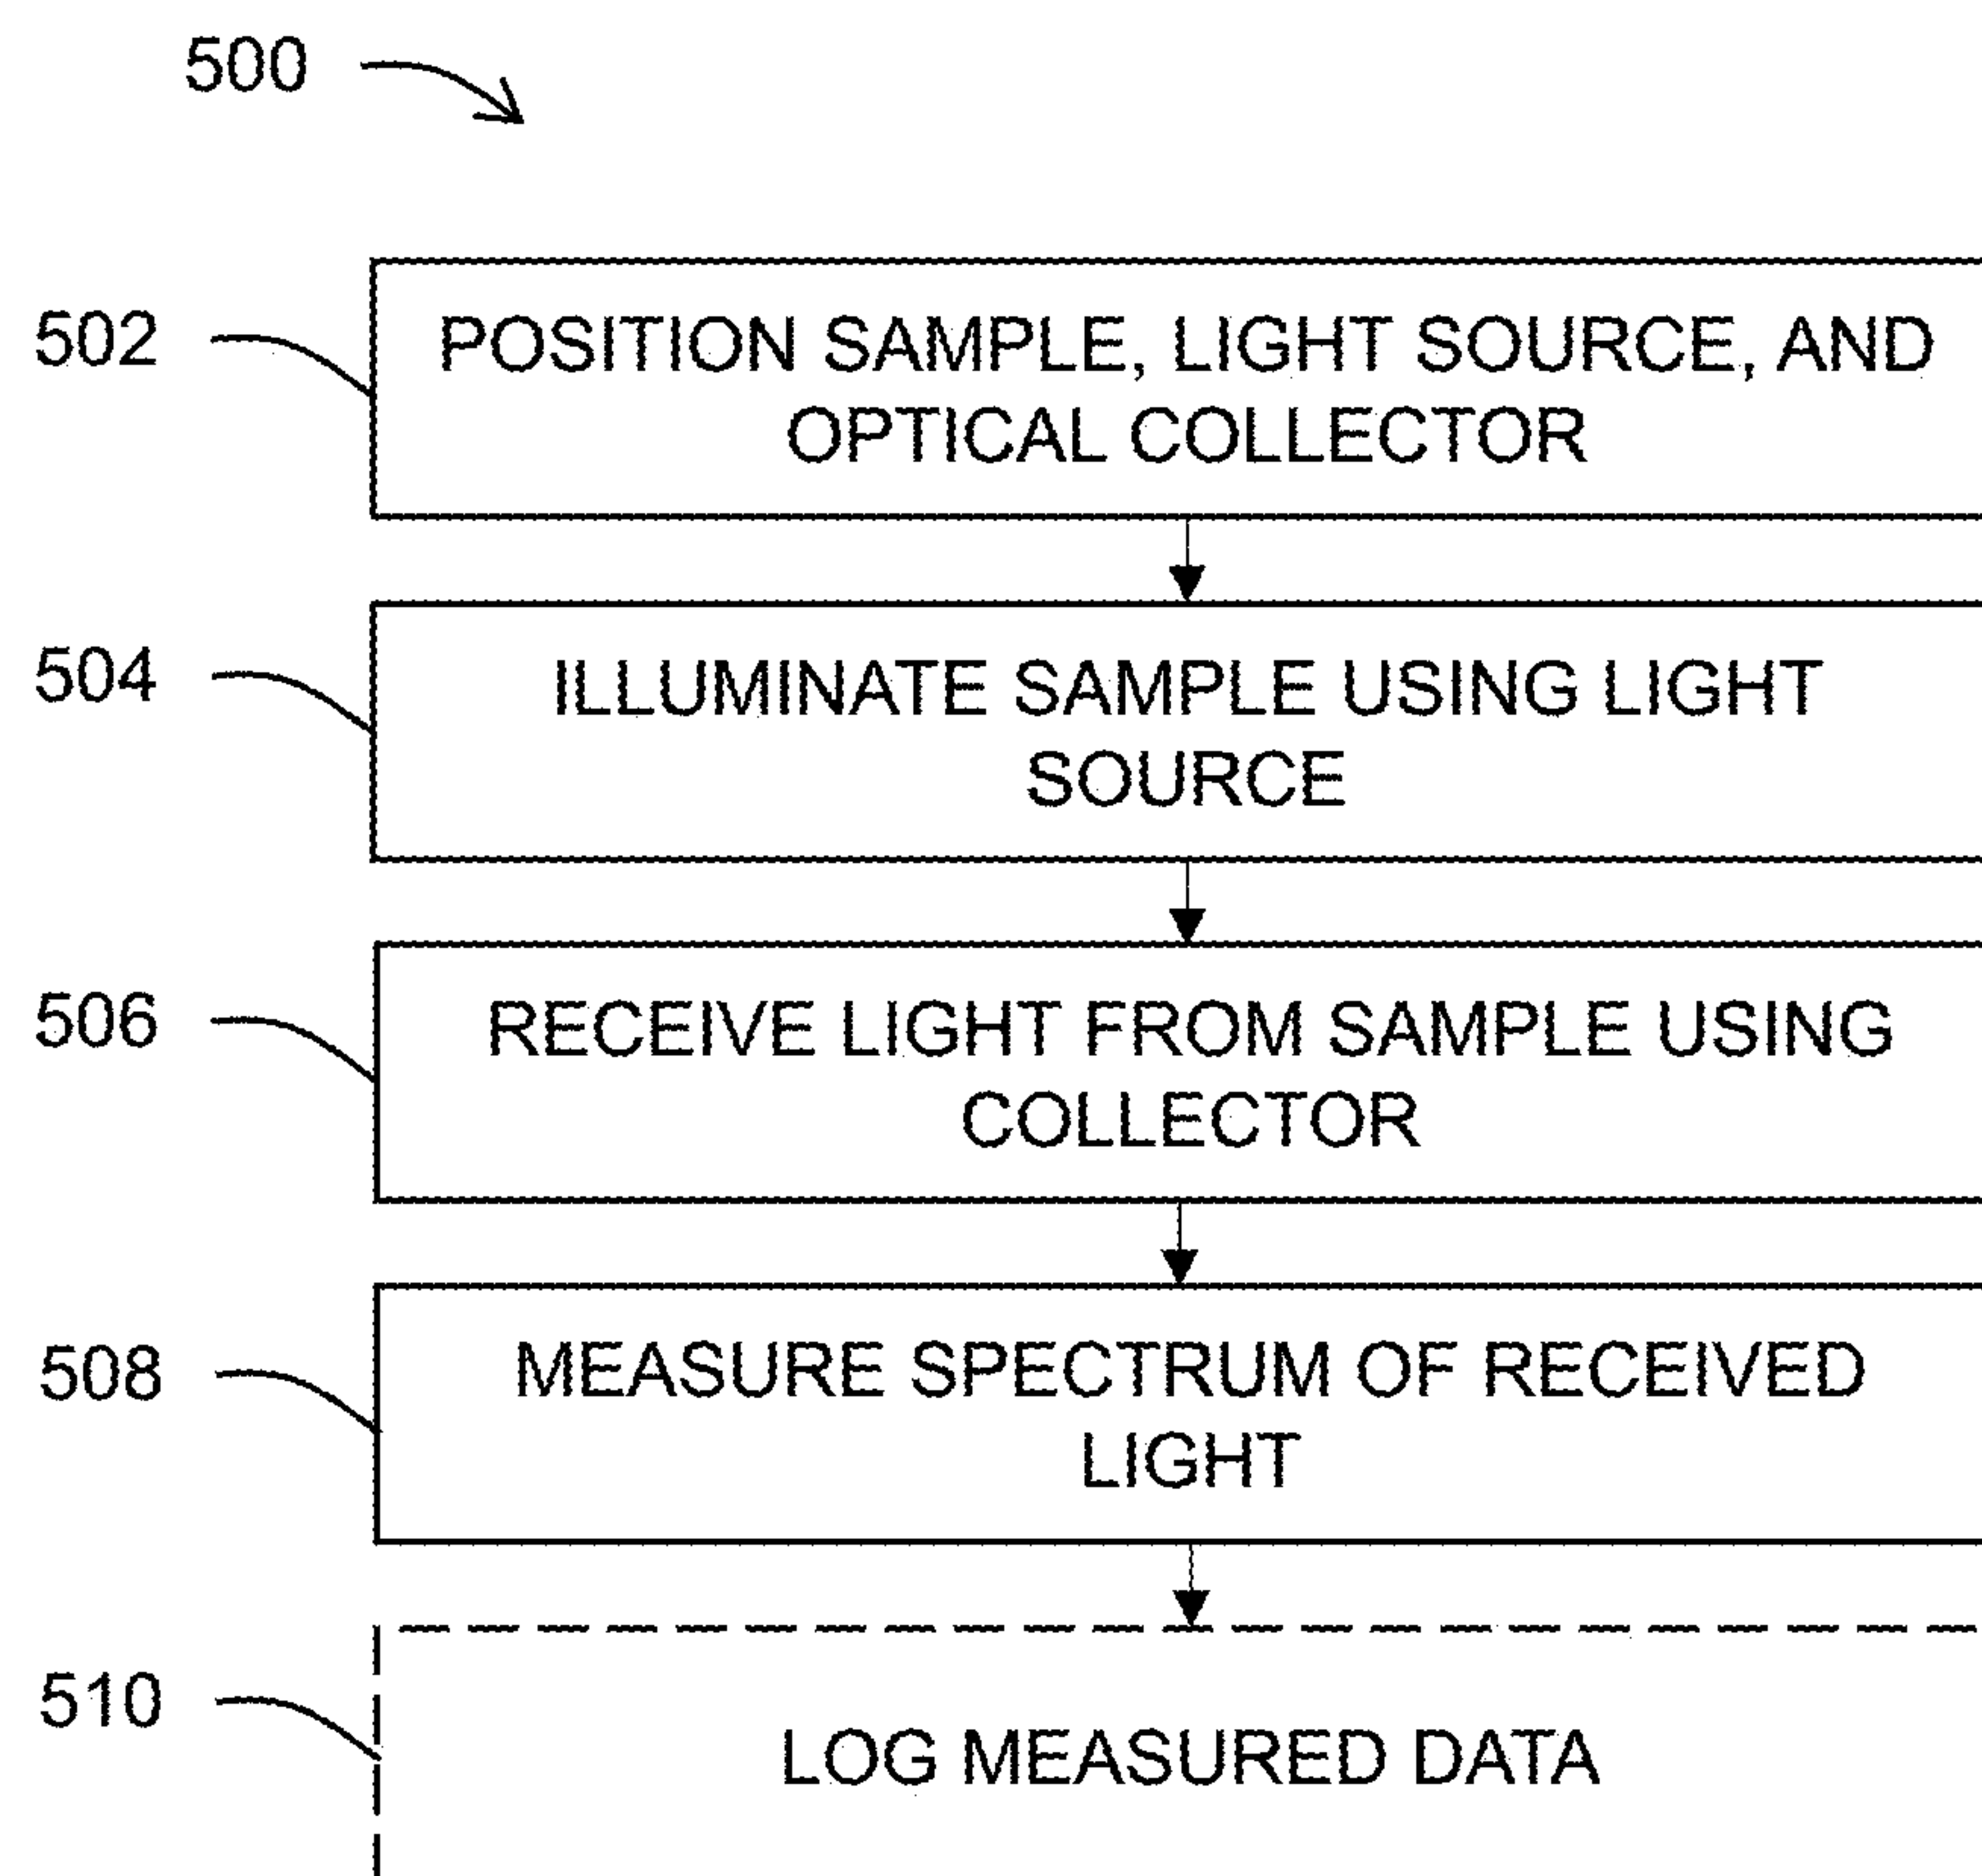 500
502
POSITION SAMPLE, LIGHT SOURCE, AND
OPTICAL COLLECTOR
504
ILLUMINATE SAMPLE USING LIGHT
SOURCE
506
RECEIVE LIGHT FROM SAMPLE USING
COLLECTOR
508
MEASURE SPECTRUM OF RECEIVED
LIGHT
510
LOG MEASURED DATA